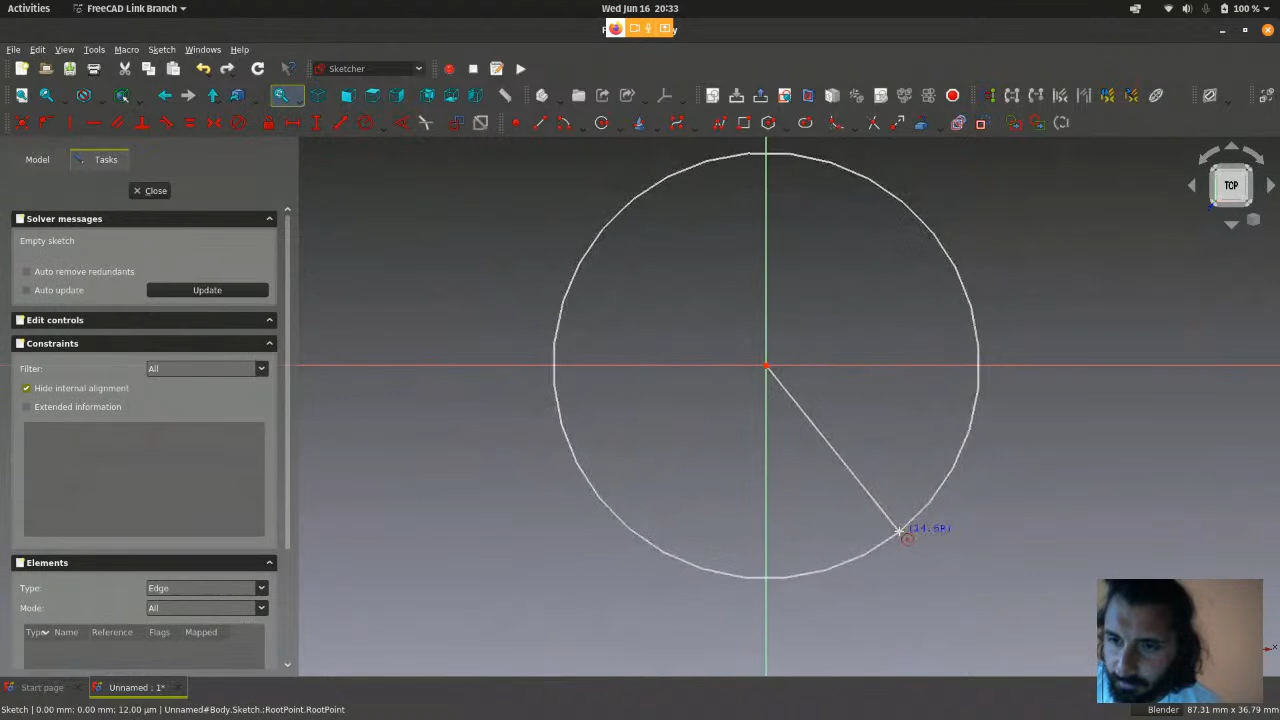 Activities FreeCAD Link Branch Wed Jun 16 20:33 100 %
File Edit View Tools Macro Sketch Windows Help
Sketcher
Model Tasks
Close
TOP
Solver messages
Empty sketch
Auto remove redundants
Auto update Update
Edit controls
Constraints
Filter: All
Hide internal alignment
Extended information
(14.6R)
Elements
Type: Edge
Mode: All
Type Name Reference Flags Mapped
x
Start page Unnamed : 1*
Sketch | 0.00 mm; 0.00 mm; 12.00 µm | Unnamed#Body.Sketch.;RootPoint.RootPoint Blender 87.31 mm x 36.79 mm